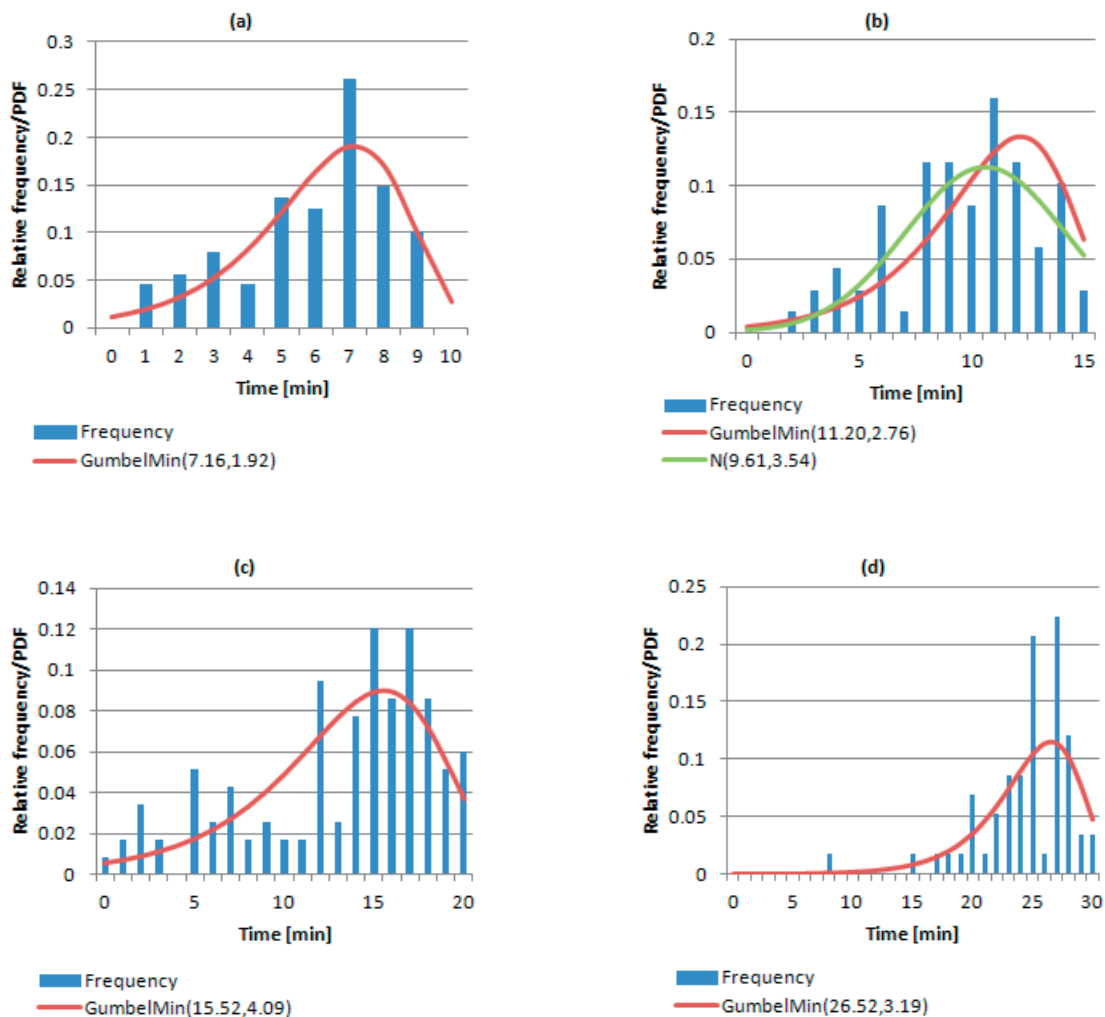 (a)
Relative frequency/PDF
0.3
0.25
0.2
0.15
0.1
0.05
0
0 1 2 3 4 5 6 7 8 9 10
Time [min]
Frequency
GumbelMin(7.16,1.92)
(b)
Relative frequency/PDF
0.2
0.15
0.1
0.05
0
0 5 10 15
Time [min]
Frequency
GumbelMin(11.20,2.76)
N(9.61,3.54)
(c)
Relative frequency/PDF
0.14
0.12
0.1
0.08
0.06
0.04
0.02
0
0 5 10 15 20
Time [min]
Frequency
GumbelMin(15.52,4.09)
(d)
Relative frequency/PDF
0.25
0.2
0.15
0.1
0.05
0
0 5 10 15 20 25 30
Time [min]
Frequency
GumbelMin(26.52,3.19)